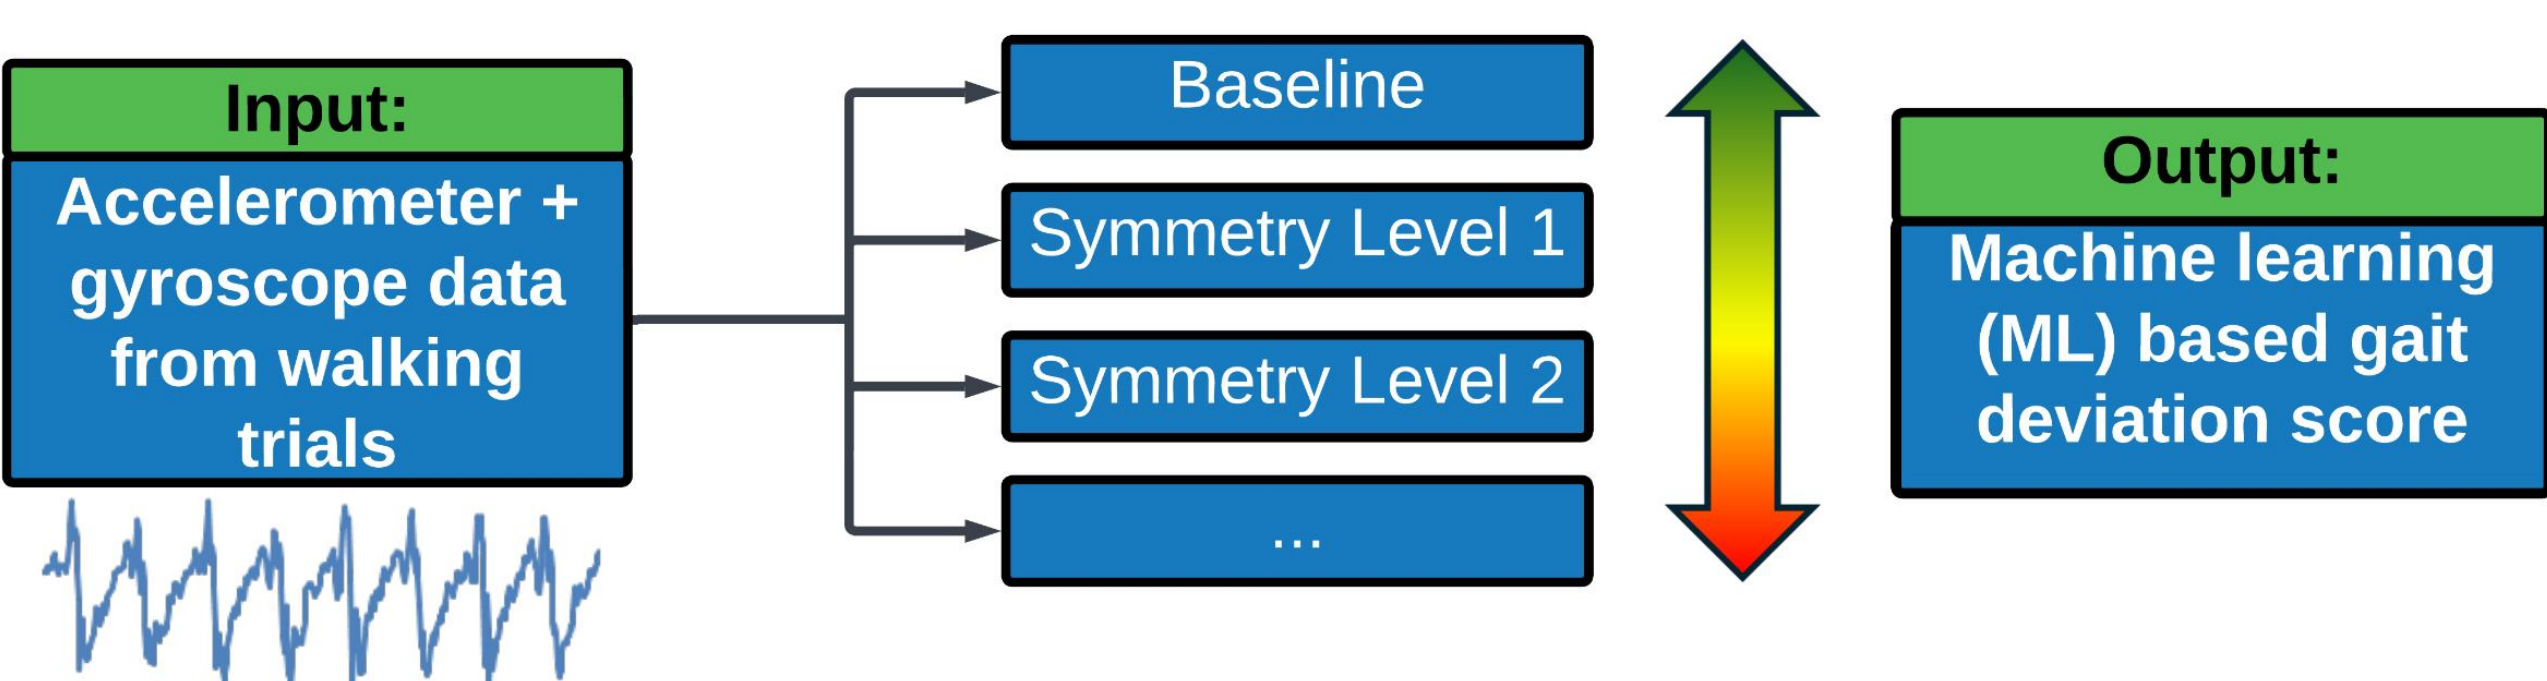 Input:
Accelerometer +
gyroscope data
from walking
trials
Baseline
Symmetry Level 1
Symmetry Level 2
...
Output:
Machine learning
(ML) based gait
deviation score